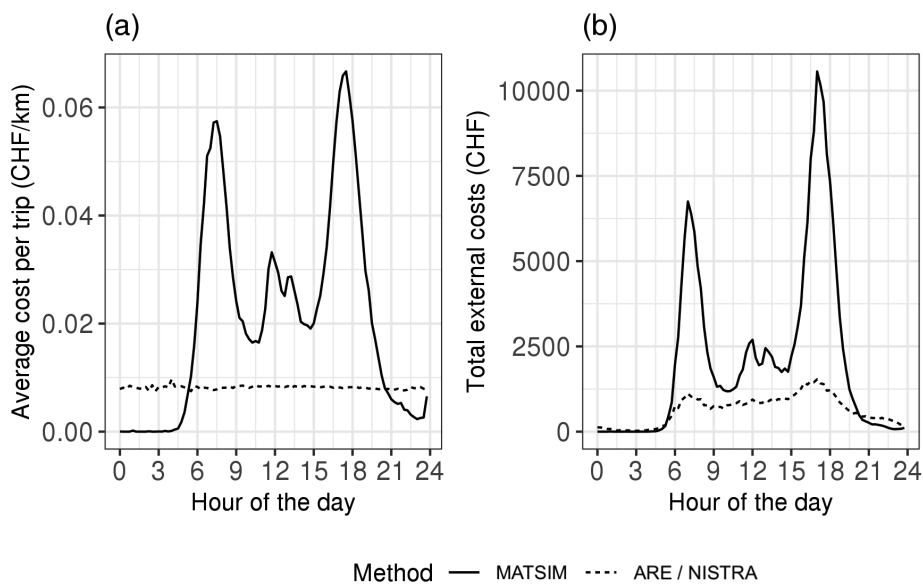 (a)
Average cost per trip (CHF/km)
0.06
0.04
0.02
0.00
0 3 6 9 12 15 18 21 24
Hour of the day
(b)
Total external costs (CHF)
10000
7500
5000
2500
0
0 3 6 9 12 15 18 21 24
Hour of the day
Method MATSIM ARE / NISTRA